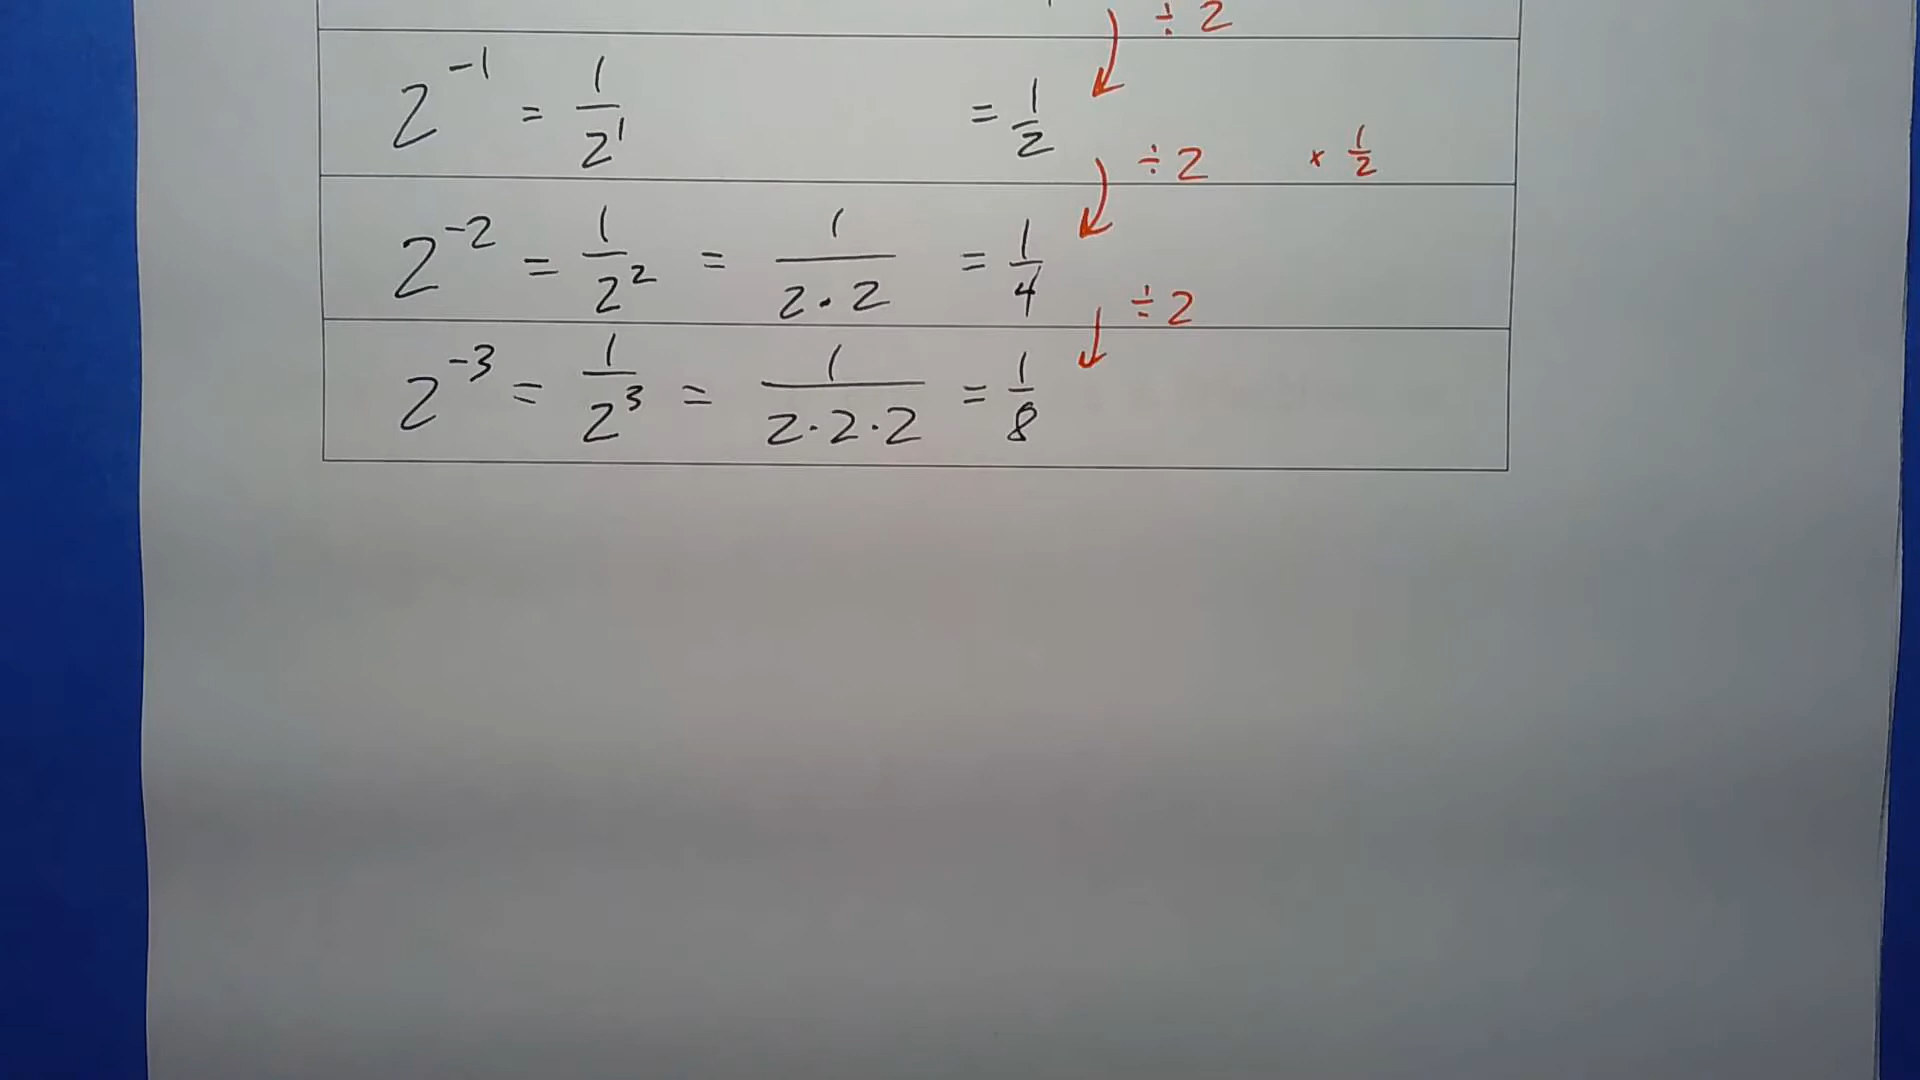 ÷ 2
2⁻¹ = 1/2¹ = 1/2
÷ 2 × 1/2
2⁻² = 1/2² = 1/(2·2) = 1/4
÷ 2
2⁻³ = 1/2³ = 1/(2·2·2) = 1/8